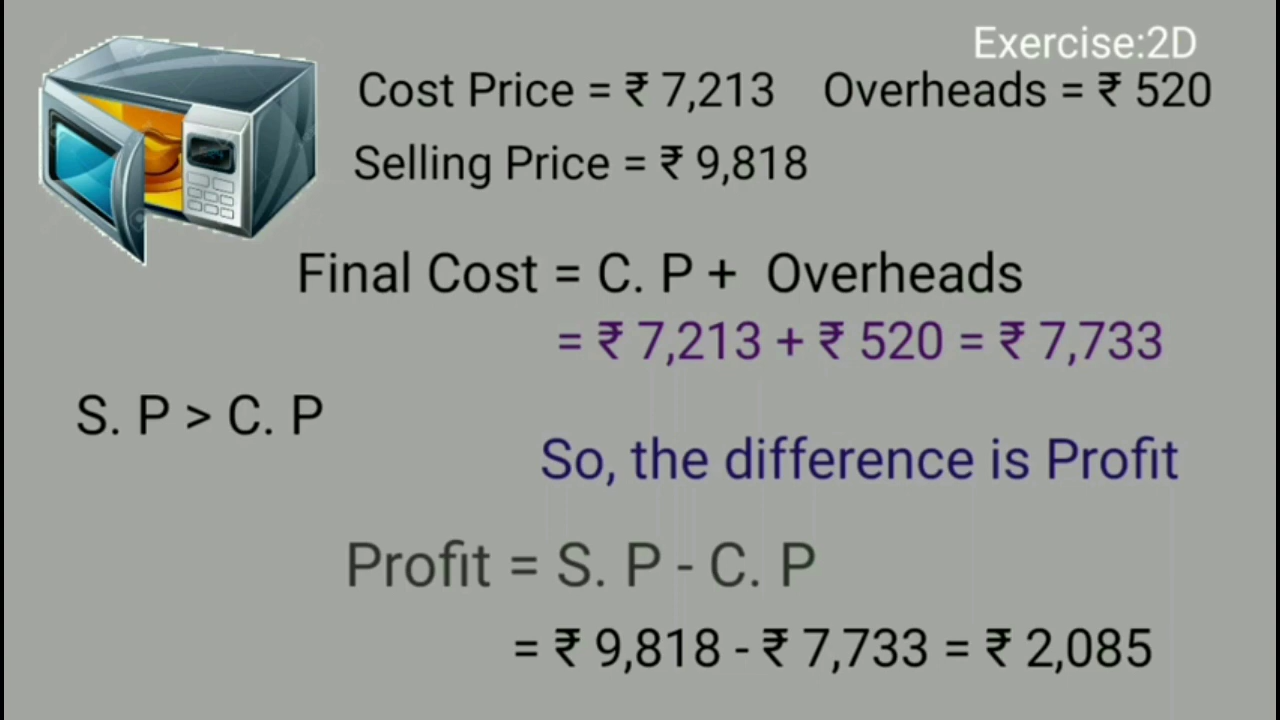 Exercise:2D
Cost Price = ₹ 7,213 Overheads = ₹ 520
Selling Price = ₹ 9,818
Final Cost = C. P + Overheads
= ₹ 7,213 + ₹ 520 = ₹ 7,733
S. P > C. P
So, the difference is Profit
Profit = S. P - C. P
= ₹ 9,818 - ₹ 7,733 = ₹ 2,085